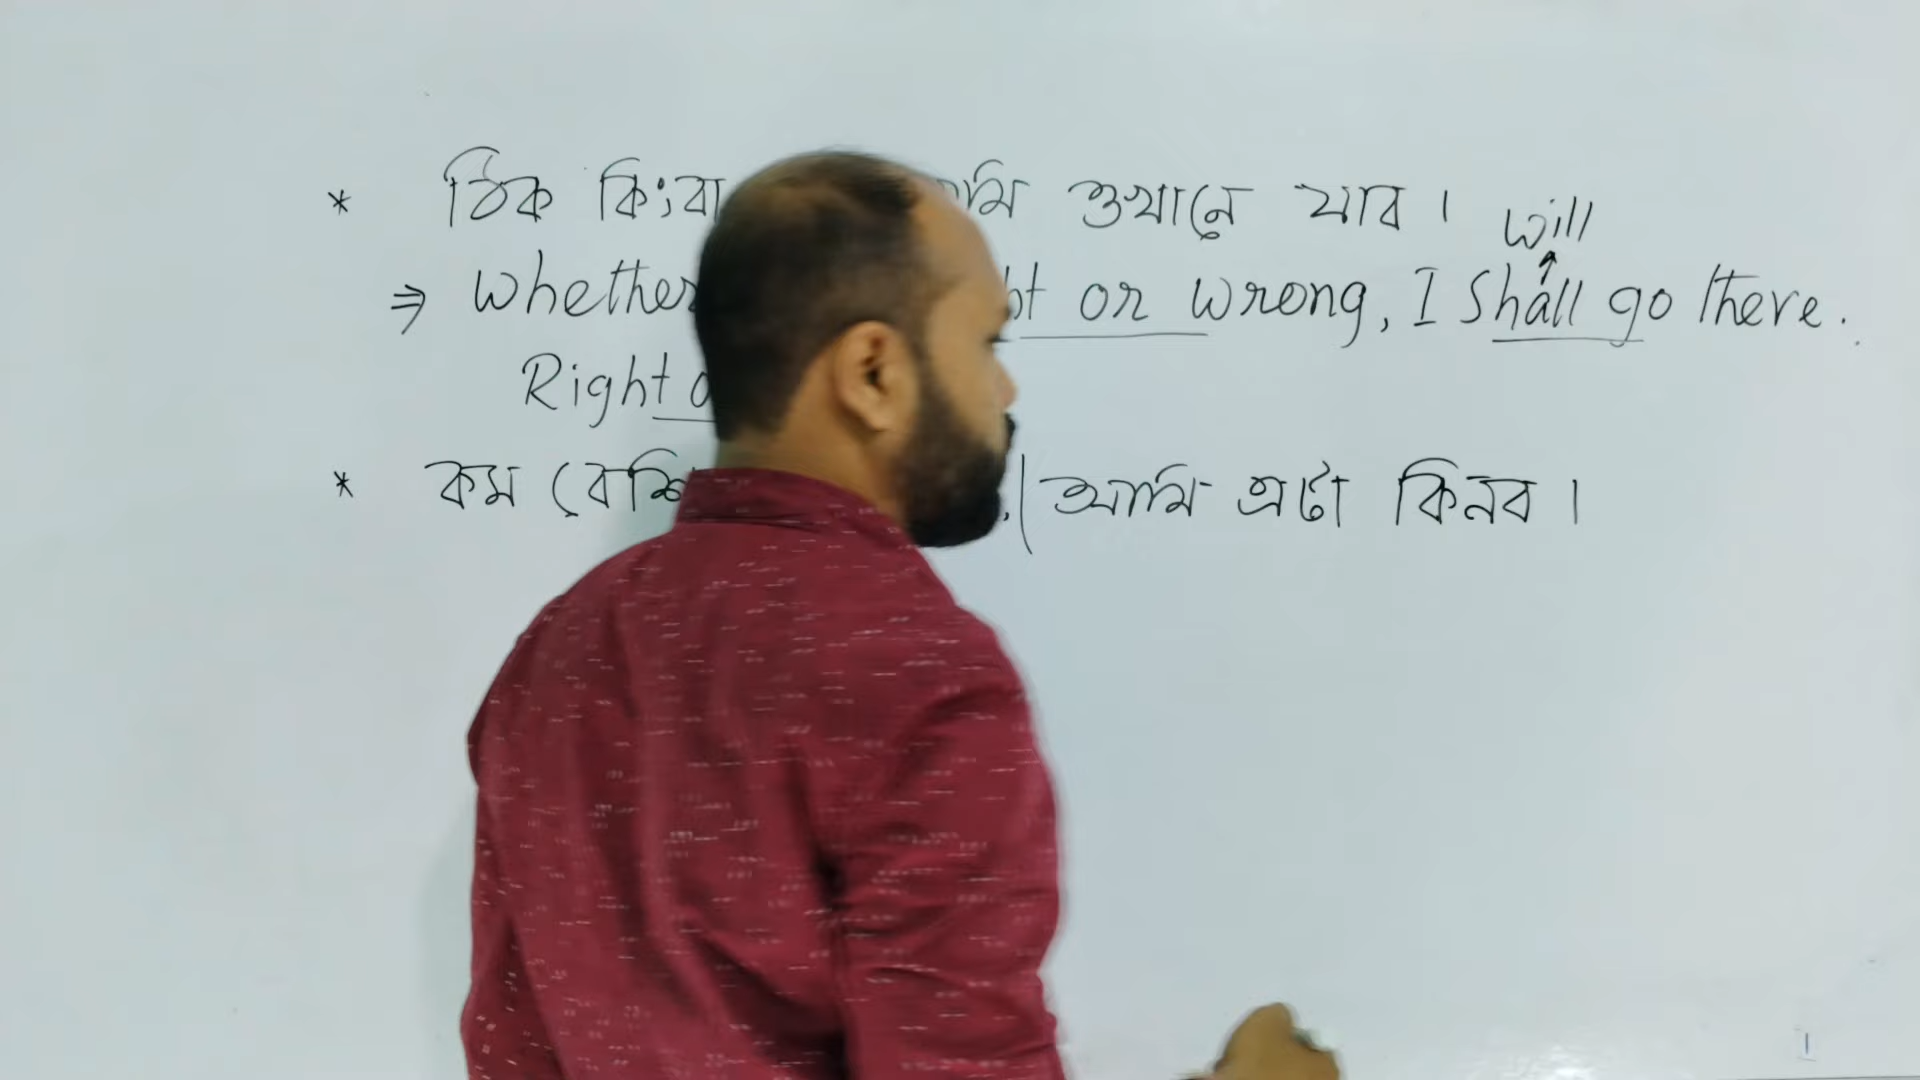 * ঠিক কিংবা ওখানে যাব ।
will
⇒ Whether or wrong, I shall go there.
Right
* কম বেশি আমি এটা কিনব ।